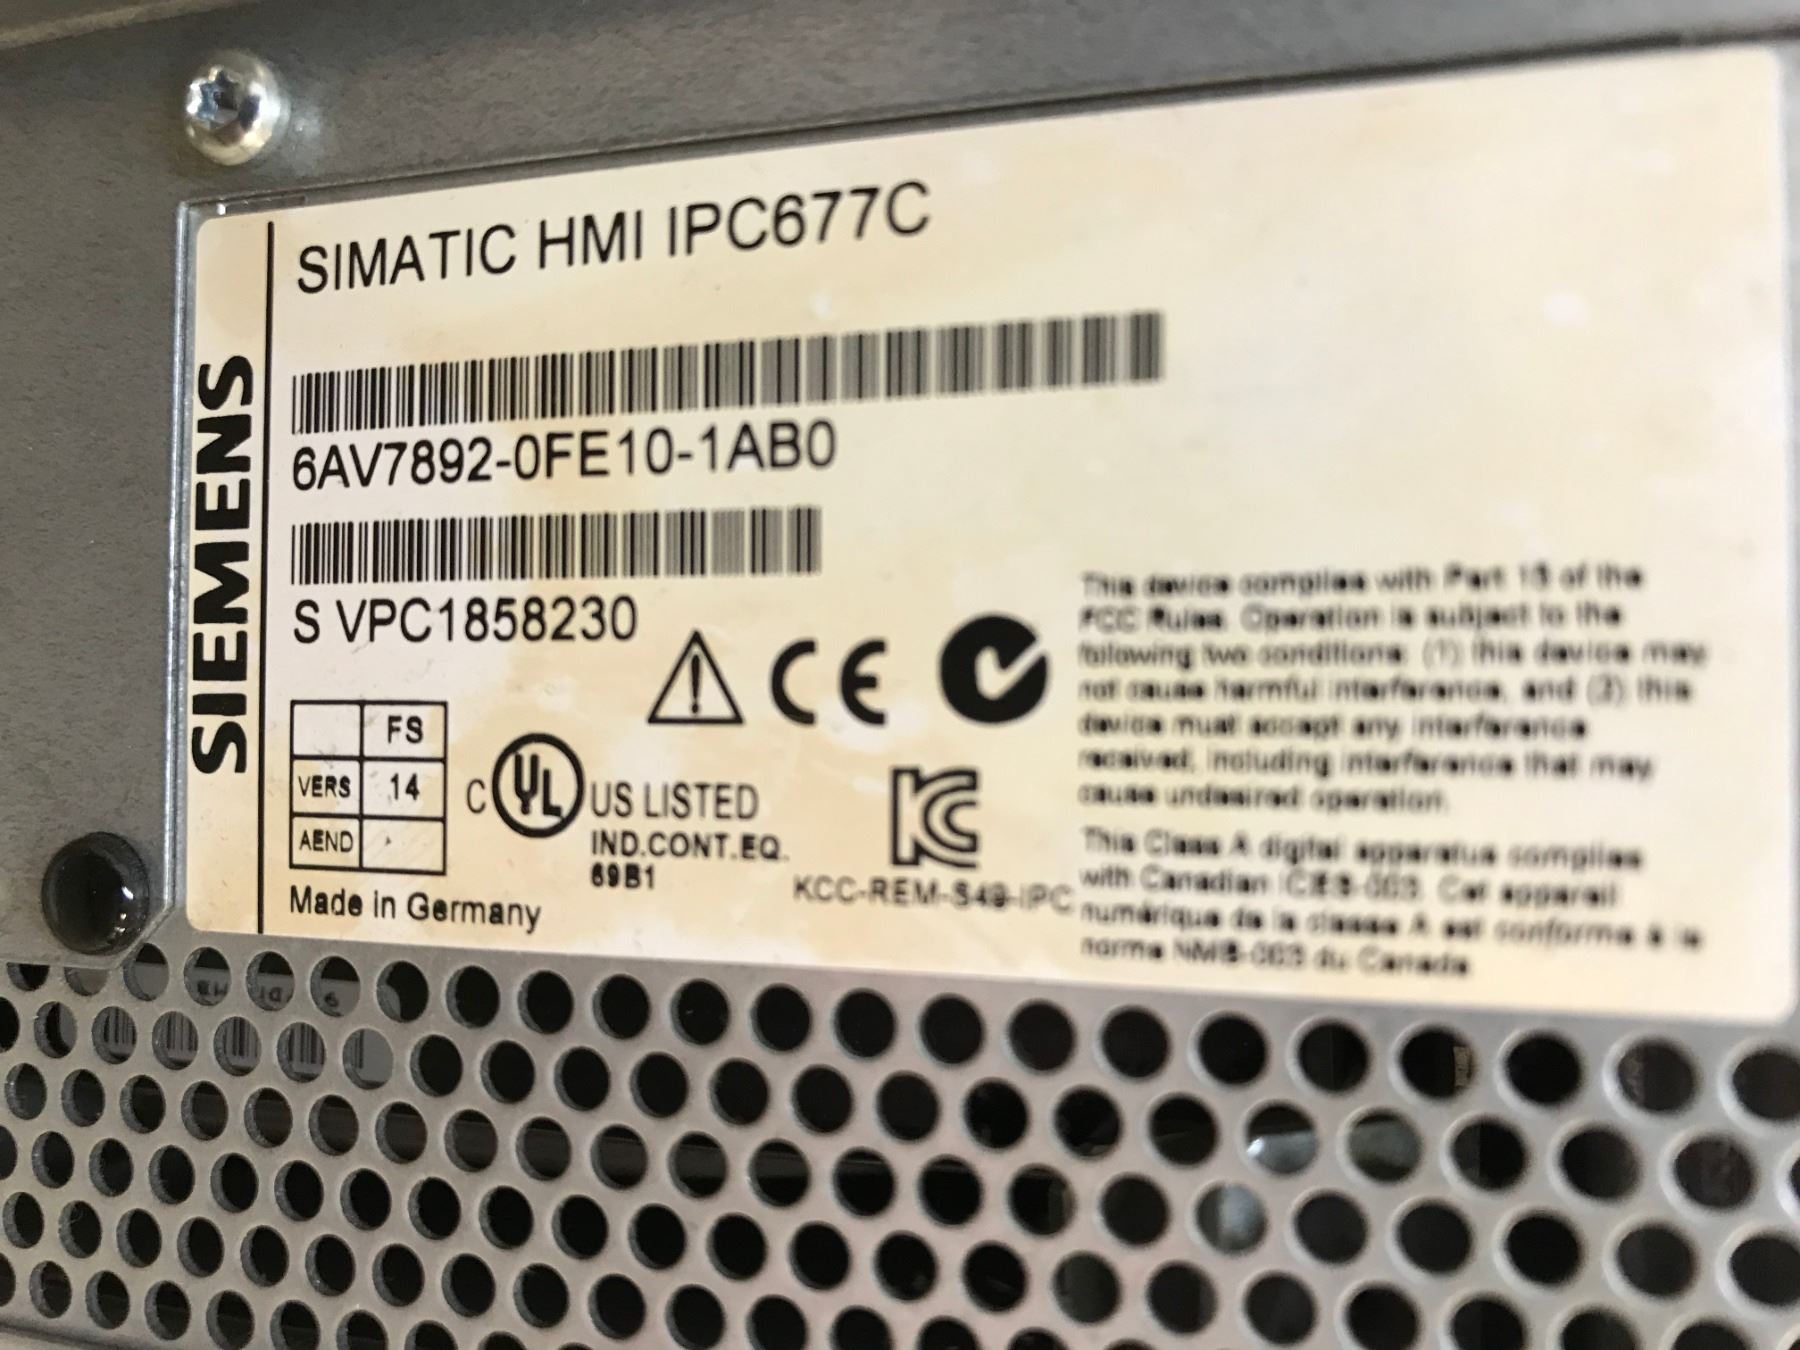 SIEMENS
SIMATIC HMI IPC677C
6AV7892-0FE10-1AB0
S VPC1858230
FS
VERS 14
AEND
C UL US LISTED
IND.CONT.EQ.
69B1
Made in Germany
CE
KCC-REM-S49-IPC
This device complies with Part 15 of the
FCC Rules. Operation is subject to the
following two conditions: (1) this device may
not cause harmful interference, and (2) this
device must accept any interference
received, including interference that may
cause undesired operation.
This Class A digital apparatus complies
with Canadian ICES-003. Cet appareil
numérique de la classe A est conforme à la
norme NMB-003 du Canada.